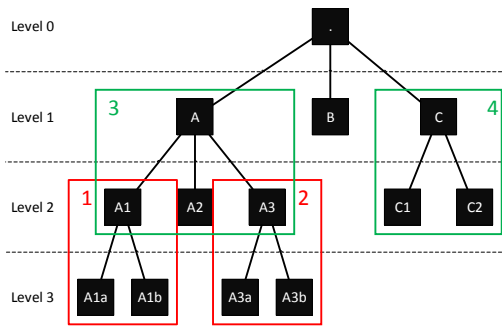 Level 0 .
Level 1 3 A B C 4
Level 2 1 A1 A2 A3 2 C1 C2
Level 3 A1a A1b A3a A3b